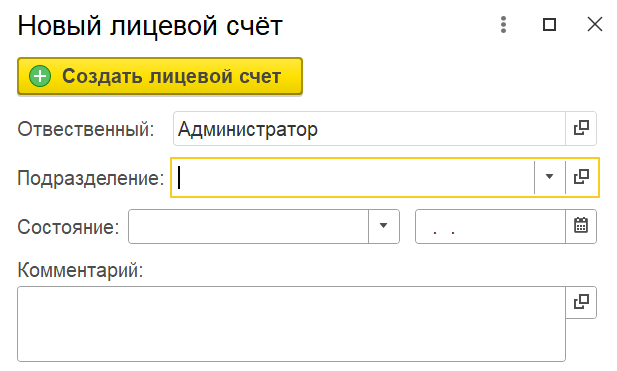 Новый лицевой счёт
Создать лицевой счет
Отвественный: Администратор
Подразделение:
Состояние: . .
Комментарий: